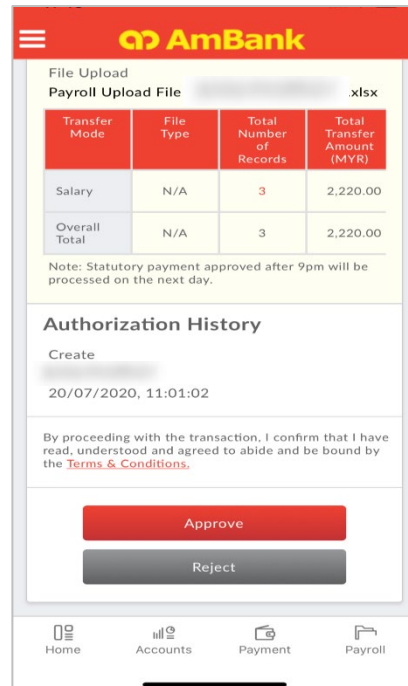 AmBank
File Upload
Payroll Upload File .xlsx
Transfer Mode File Type Total Number of Records Total Transfer Amount (MYR)
Salary N/A 3 2,220.00
Overall Total N/A 3 2,220.00
Note: Statutory payment approved after 9pm will be
processed on the next day.
Authorization History
Create
20/07/2020, 11:01:02
By proceeding with the transaction, I confirm that I have
read, understood and agreed to abide and be bound by
the Terms & Conditions.
Approve
Reject
Home Accounts Payment Payroll